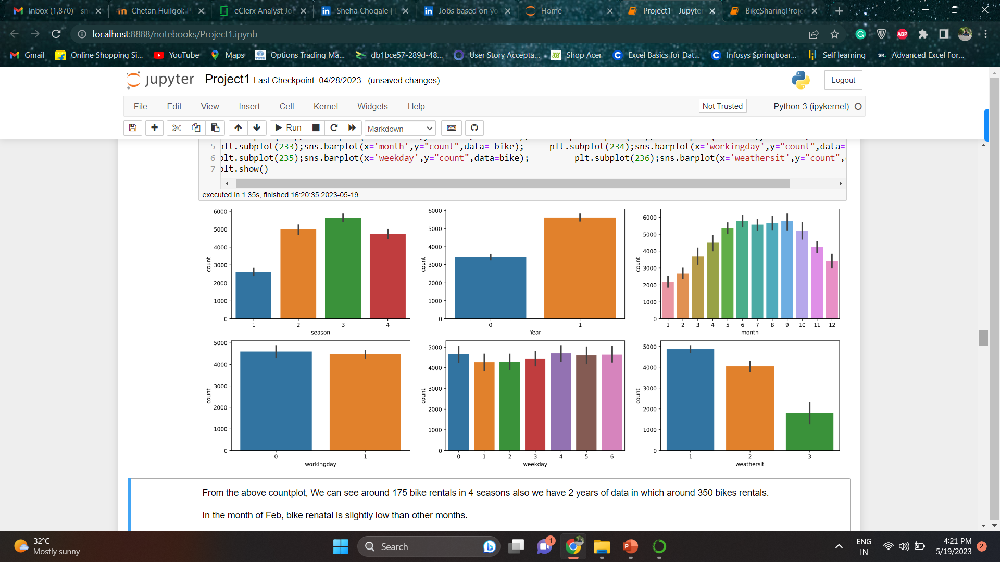 Inbox (1,870) - sn
Chetan Huilgol: P
eClerx Analyst Jo
Sneha Chogale | L
Jobs based on yo
Home
Project1 - Jupyter
BikeSharingProje
localhost:8888/notebooks/Project1.ipynb
ABP
Gmail
Online Shopping Si...
YouTube
Maps
Options Trading Ma...
db1bce57-289d-48...
User Story Accepta...
Shop Acer
Excel Basics for Dat...
Infosys Springboar...
Self learning
SK. Advanced Excel For...
jupyter Project1 Last Checkpoint: 04/28/2023 (unsaved changes)
Logout
File Edit View Insert Cell Kernel Widgets Help
Not Trusted
Python 3 (ipykernel)
Run
Markdown
5 plt.subplot(233);sns.barplot(x='month',y="count",data= bike); plt.subplot(234);sns.barplot(x='workingday',y="count",data=
6 plt.subplot(235);sns.barplot(x='weekday',y="count",data=bike); plt.subplot(236);sns.barplot(x='weathersit',y="count",
7 plt.show()
executed in 1.35s, finished 16:20:35 2023-05-19
6000
5000
4000
3000
2000
1000
0
count
1 2 3 4
season
6000
5000
4000
3000
2000
1000
0
count
0 1
Year
6000
5000
4000
3000
2000
1000
0
count
1 2 3 4 5 6 7 8 9 10 11 12
month
5000
4000
3000
2000
1000
0
count
0 1
workingday
5000
4000
3000
2000
1000
0
count
0 1 2 3 4 5 6
weekday
5000
4000
3000
2000
1000
0
count
1 2 3
weathersit
From the above countplot, We can see around 175 bike rentals in 4 seasons also we have 2 years of data in which around 350 bikes rentals.
In the month of Feb, bike renatal is slightly low than other months.
32°C
Mostly sunny
Search
1
ENG
IN
4:21 PM
5/19/2023
2